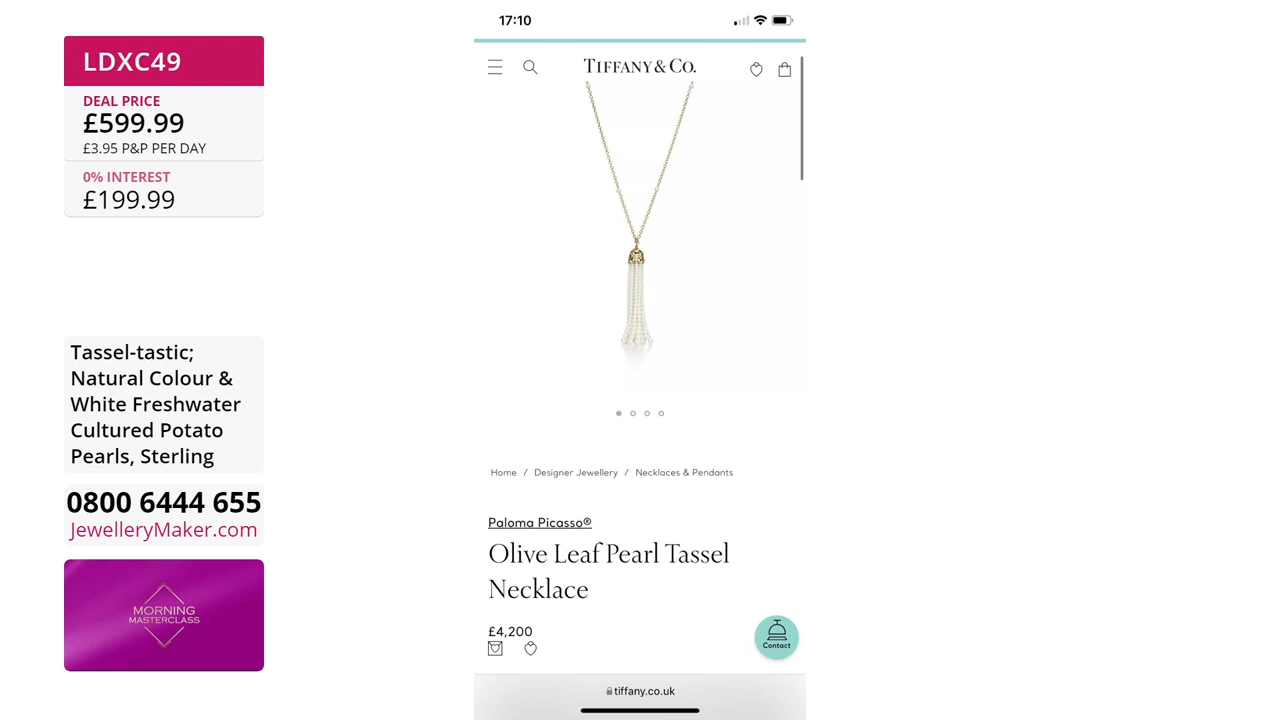 LDXC49
DEAL PRICE
£599.99
£3.95 P&P PER DAY
0% INTEREST
£199.99
Tassel-tastic;
Natural Colour &
White Freshwater
Cultured Potato
Pearls, Sterling
0800 6444 655
JewelleryMaker.com
MORNING
MASTERCLASS
17:10
TIFFANY & CO.
Home / Designer Jewellery / Necklaces & Pendants
Paloma Picasso®
Olive Leaf Pearl Tassel
Necklace
£4,200
Contact
tiffany.co.uk